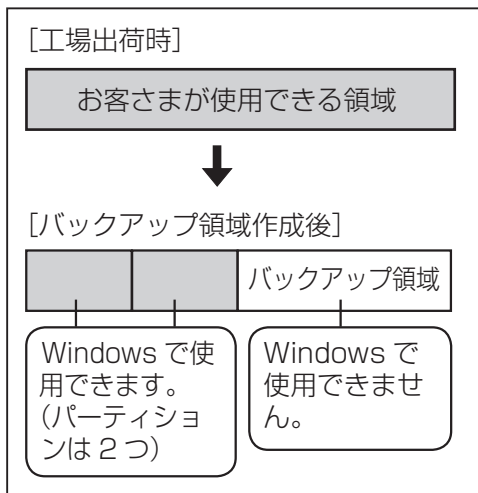 [工場出荷時]
お客さまが使用できる領域
[バックアップ領域作成後]
バックアップ領域
Windows で使
用できます。
(パーティショ
ンは 2 つ)
Windows で
使用できませ
ん。